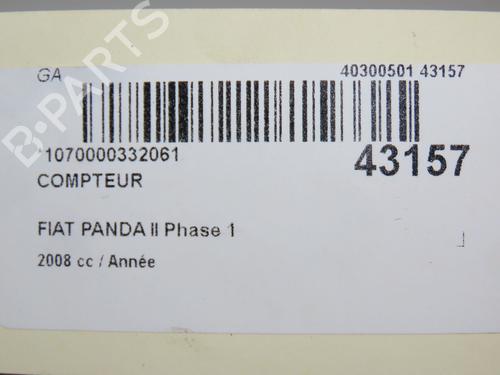 B-PARTS
GA
40300501 43157
1070000332061
43157
COMPTEUR
FIAT PANDA II Phase 1
2008 cc / Année